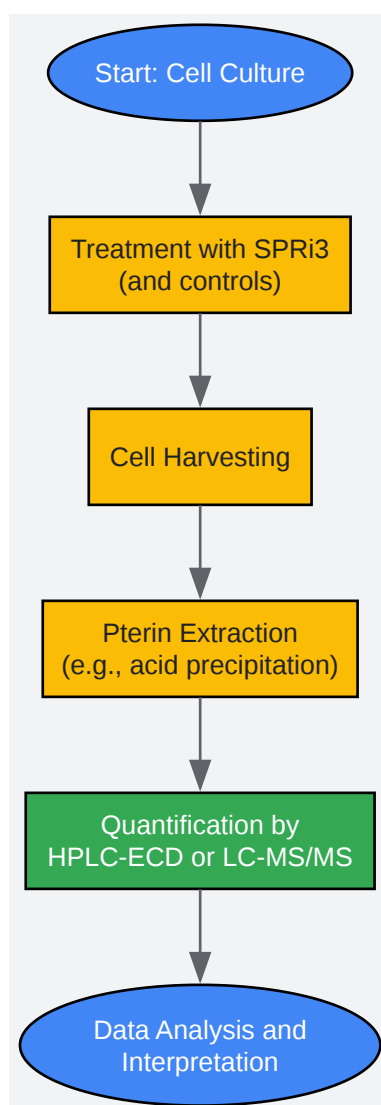 Start: Cell Culture
Treatment with SPRi3
(and controls)
Cell Harvesting
Pterin Extraction
(e.g., acid precipitation)
Quantification by
HPLC-ECD or LC-MS/MS
Data Analysis and
Interpretation